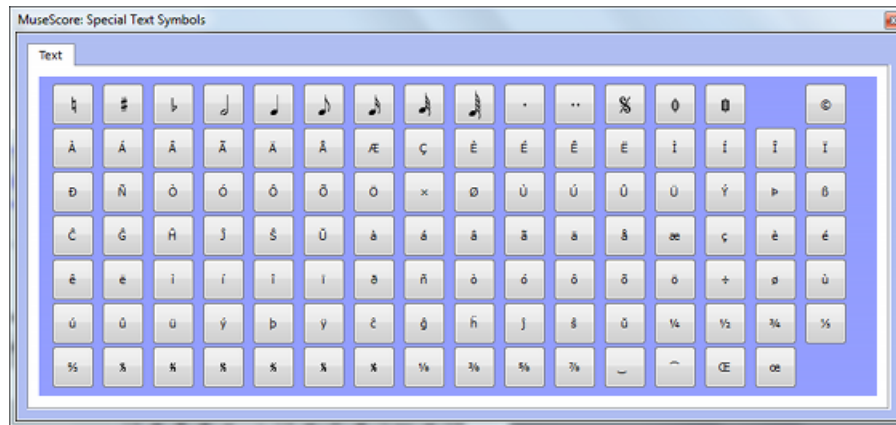 MuseScore: Special Text Symbols
Text
♮ ♯ ♭ 𝅗𝅥 ♩ ♪ 𝅘𝅥𝅯 𝅘𝅥𝅰 𝅘𝅥𝅱 . .. 𝄋 ©
À Á Â Ã Ä Å Æ Ç È É Ê Ë Ì Í Î Ï
Ð Ñ Ò Ó Ô Õ Ö × Ø Ù Ú Û Ü Ý Þ ß
Ĉ Ĝ Ĥ Ĵ Ŝ Ŭ à á â ã ä å æ ç è é
ê ë ì í î ï ð ñ ò ó ô õ ö ÷ ø ù
ú û ü ý þ ÿ ĉ ĝ ĥ ĵ ŝ ŭ ¼ ½ ¾ ⅓
⅔ ⅛ ⅜ ⅝ ⅞ ‿ ⁀ Œ œ